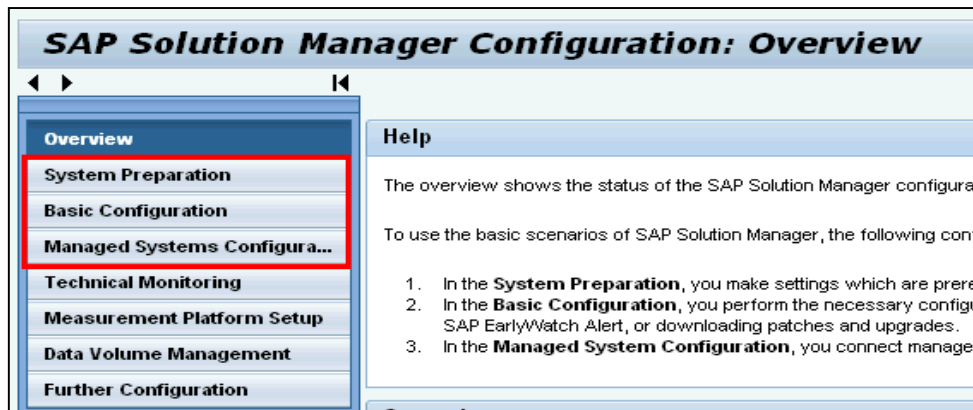 SAP Solution Manager Configuration: Overview
Overview
System Preparation
Basic Configuration
Managed Systems Configura...
Technical Monitoring
Measurement Platform Setup
Data Volume Management
Further Configuration
Help
The overview shows the status of the SAP Solution Manager configura
To use the basic scenarios of SAP Solution Manager, the following con
1. In the System Preparation, you make settings which are prere
2. In the Basic Configuration, you perform the necessary configu
SAP EarlyWatch Alert, or downloading patches and upgrades.
3. In the Managed System Configuration, you connect manage